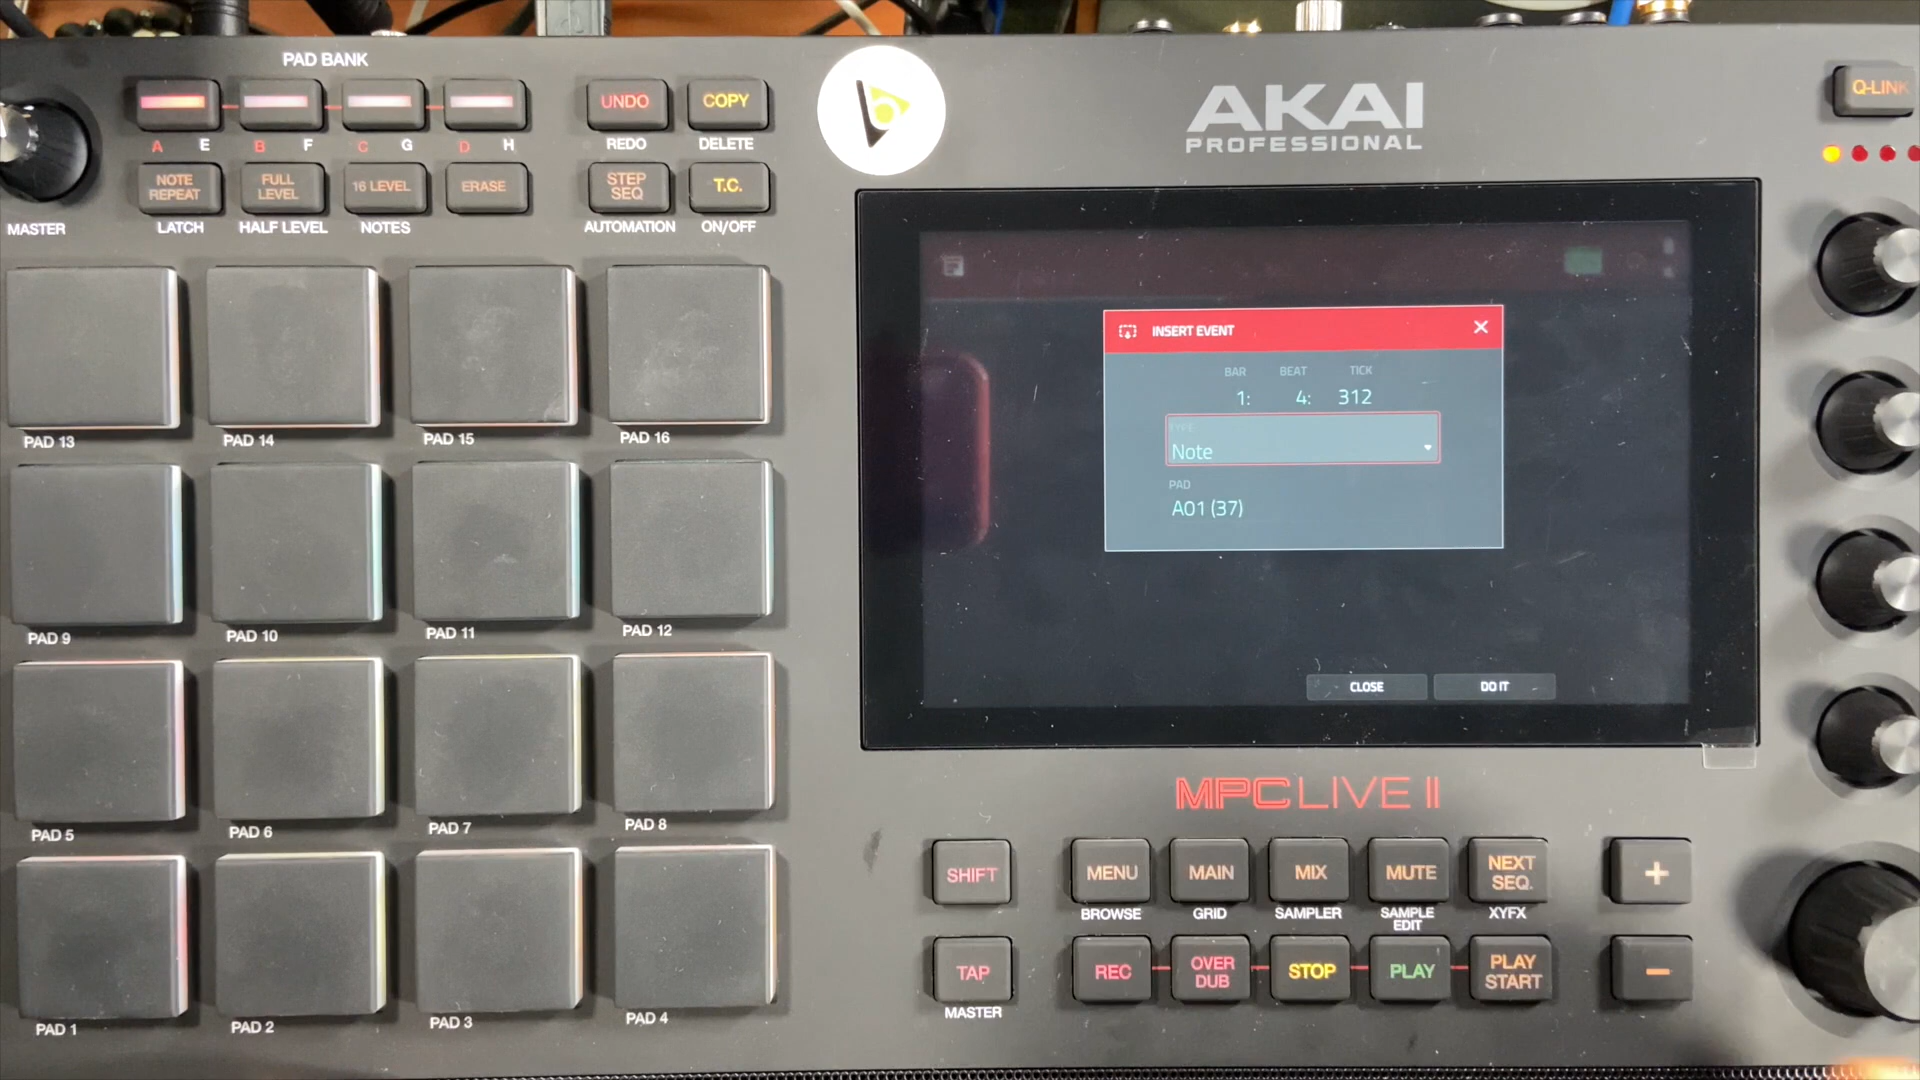 PAD BANK
A E B F C G D H
UNDO
REDO
COPY
DELETE
NOTE
REPEAT
LATCH
FULL
LEVEL
HALF LEVEL
16 LEVEL
NOTES
ERASE
STEP
SEQ
AUTOMATION
T.C.
ON/OFF
MASTER
PAD 13
PAD 14
PAD 15
PAD 16
PAD 9
PAD 10
PAD 11
PAD 12
PAD 5
PAD 6
PAD 7
PAD 8
PAD 1
PAD 2
PAD 3
PAD 4
AKAI
PROFESSIONAL
Q-LINK
INSERT EVENT
BAR BEAT TICK
1: 4: 312
TYPE
Note
PAD
A01 (37)
CLOSE
DO IT
MPC LIVE II
SHIFT
MENU
BROWSE
MAIN
GRID
MIX
SAMPLER
MUTE
SAMPLE
EDIT
NEXT
SEQ.
XYFX
+
TAP
MASTER
REC
OVER
DUB
STOP
PLAY
PLAY
START
−